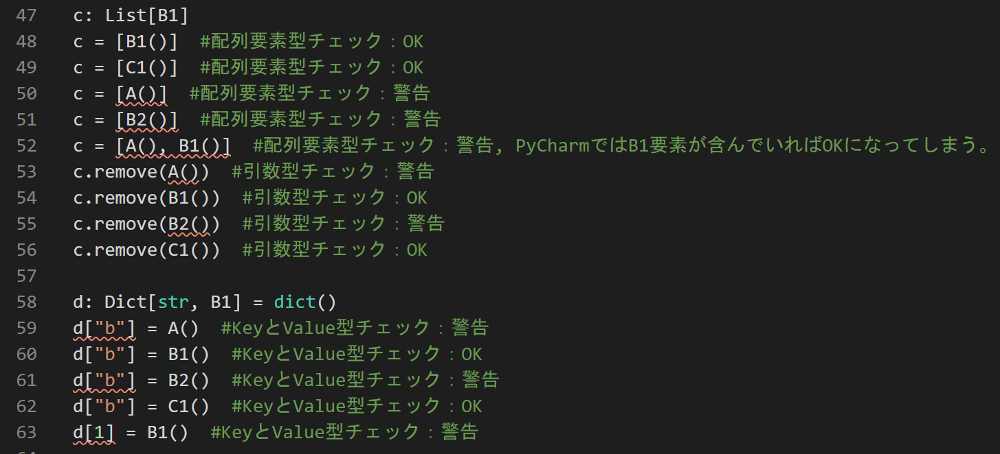 47 c: List[B1]
48 c = [B1()] #配列要素型チェック：OK
49 c = [C1()] #配列要素型チェック：OK
50 c = [A()] #配列要素型チェック：警告
51 c = [B2()] #配列要素型チェック：警告
52 c = [A(), B1()] #配列要素型チェック：警告, PyCharmではB1要素が含んでいればOKになってしまう。
53 c.remove(A()) #引数型チェック：警告
54 c.remove(B1()) #引数型チェック：OK
55 c.remove(B2()) #引数型チェック：警告
56 c.remove(C1()) #引数型チェック：OK
57
58 d: Dict[str, B1] = dict()
59 d["b"] = A() #KeyとValue型チェック：警告
60 d["b"] = B1() #KeyとValue型チェック：OK
61 d["b"] = B2() #KeyとValue型チェック：警告
62 d["b"] = C1() #KeyとValue型チェック：OK
63 d[1] = B1() #KeyとValue型チェック：警告